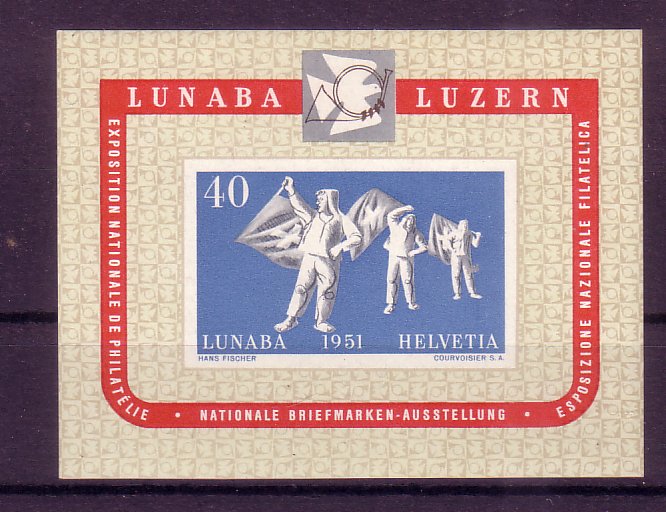 LUNABA LUZERN
EXPOSITION NATIONALE DE PHILATÉLIE
40
LUNABA 1951 HELVETIA
HANS FISCHER COURVOISIER S.A.
• NATIONALE BRIEFMARKEN-AUSSTELLUNG •
ESPOSIZIONE NAZIONALE FILATELICA